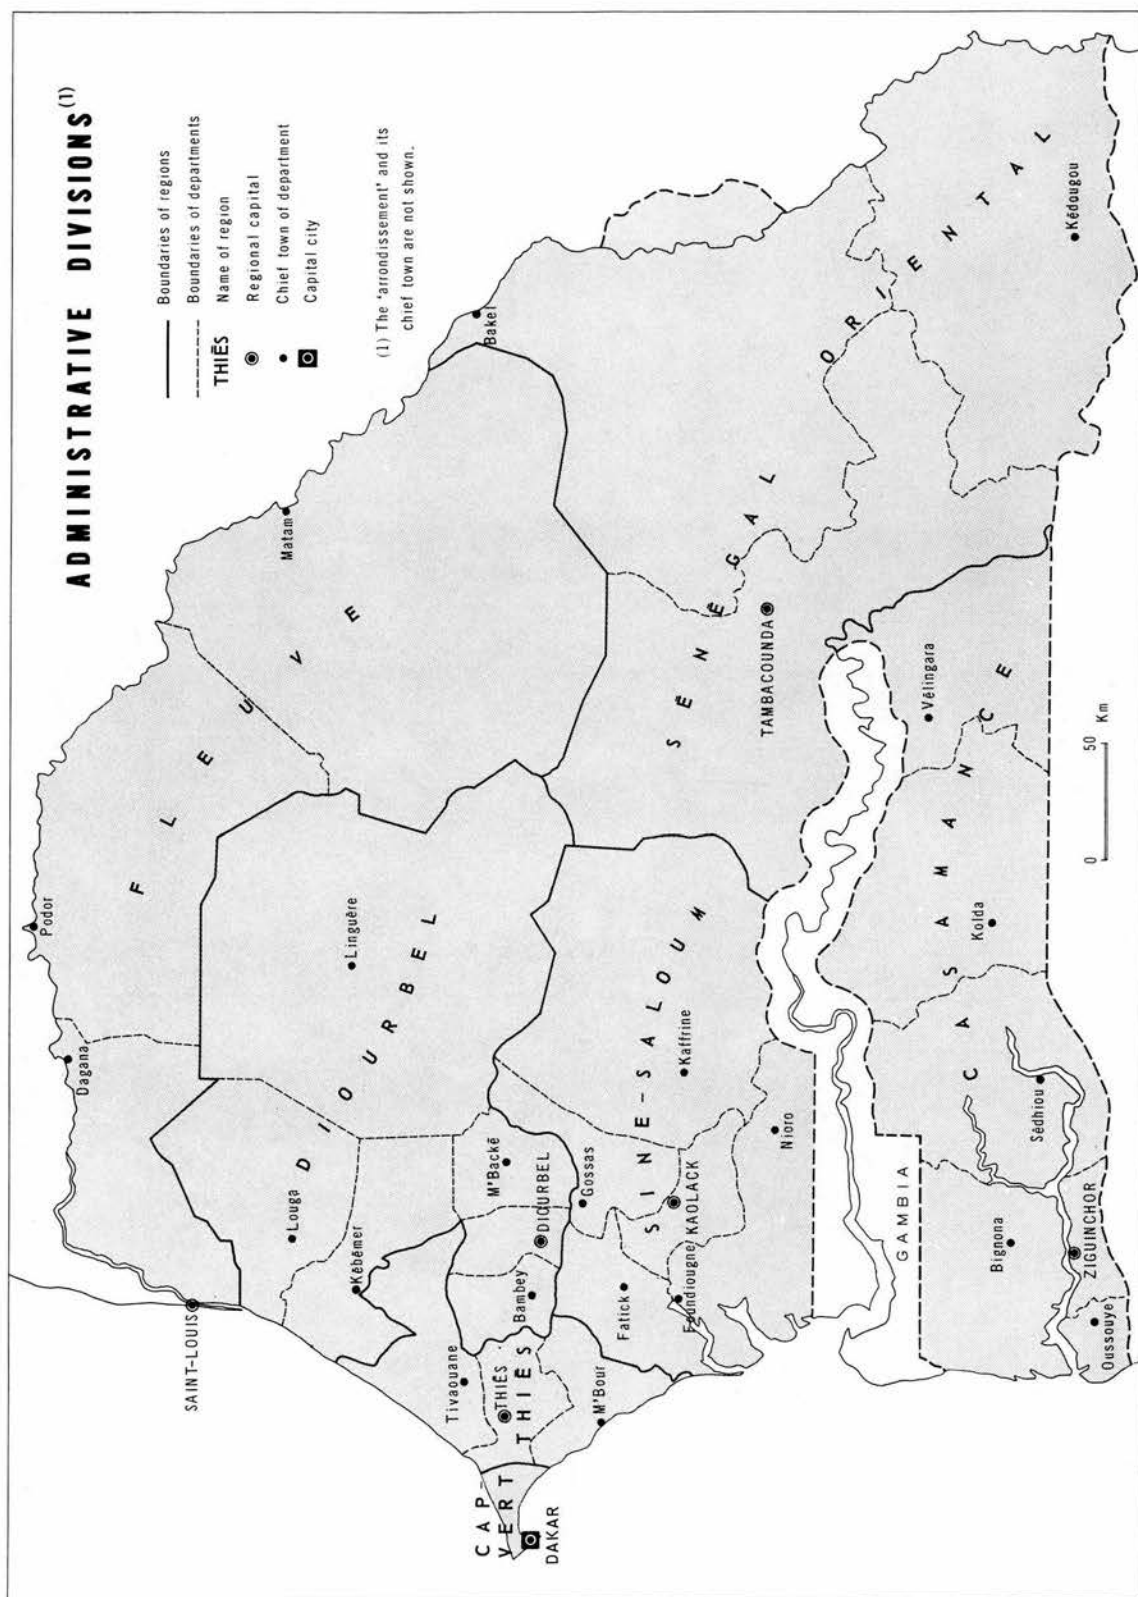 ADMINISTRATIVE DIVISIONS (1)
Boundaries of regions
Boundaries of departments
THIĒS Name of region
Regional capital
Chief town of department
Capital city
(1) The 'arrondissement' and its
chief town are not shown.
Podor
Dagana
FLEUVE
Matam
SAINT-LOUIS
Louga
Linguère
DIOURBEL
Kébémer
Bakel
Tivaouane
M'Backé
CAP-
VERT
THIĒS
THIĒS
Bambey
DIOURBEL
DAKAR
Gossas
M'Bour
Fatick
SINE-SALOUM
Foundiougne
KAOLACK
Kaffrine
SÉNÉGAL ORIENTAL
TAMBACOUNDA
Nioro
GAMBIA
Vélingara
CASAMANCE
Kolda
Kédougou
Bignona
Sédhiou
ZIGUINCHOR
Oussouye
0 50 Km